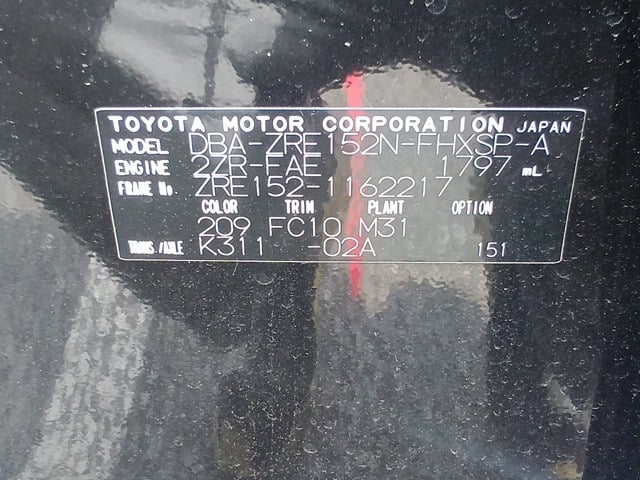 TOYOTA MOTOR CORPORATION JAPAN
MODEL DBA-ZRE152N-FHXSP-A
ENGINE 2ZR-FAE 1797 mL
FRAME No. ZRE152-1162217
COLOR TRIM PLANT OPTION
209 FC10 M31
TRANS./AXLE K311 -02A 151